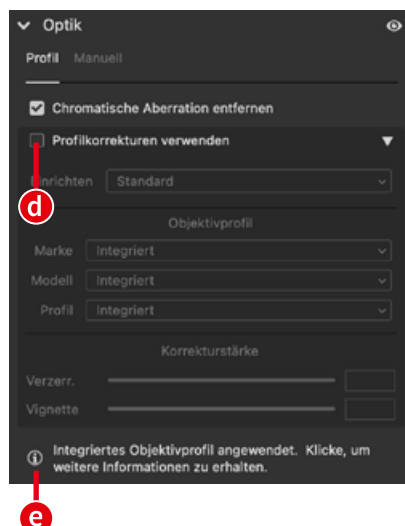 Optik
Profil Manuell
Chromatische Aberration entfernen
Profilkorrekturen verwenden
Einrichten Standard
d
Objektivprofil
Marke Integriert
Modell Integriert
Profil Integriert
Korrekturstärke
Verzerr.
Vignette
Integriertes Objektivprofil angewendet. Klicke, um
weitere Informationen zu erhalten.
e